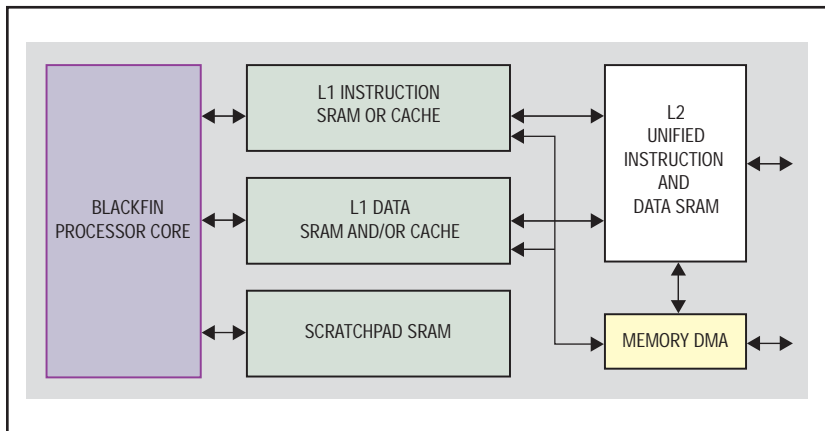 BLACKFIN
PROCESSOR CORE
L1 INSTRUCTION
SRAM OR CACHE
L1 DATA
SRAM AND/OR CACHE
SCRATCHPAD SRAM
L2
UNIFIED
INSTRUCTION
AND
DATA SRAM
MEMORY DMA